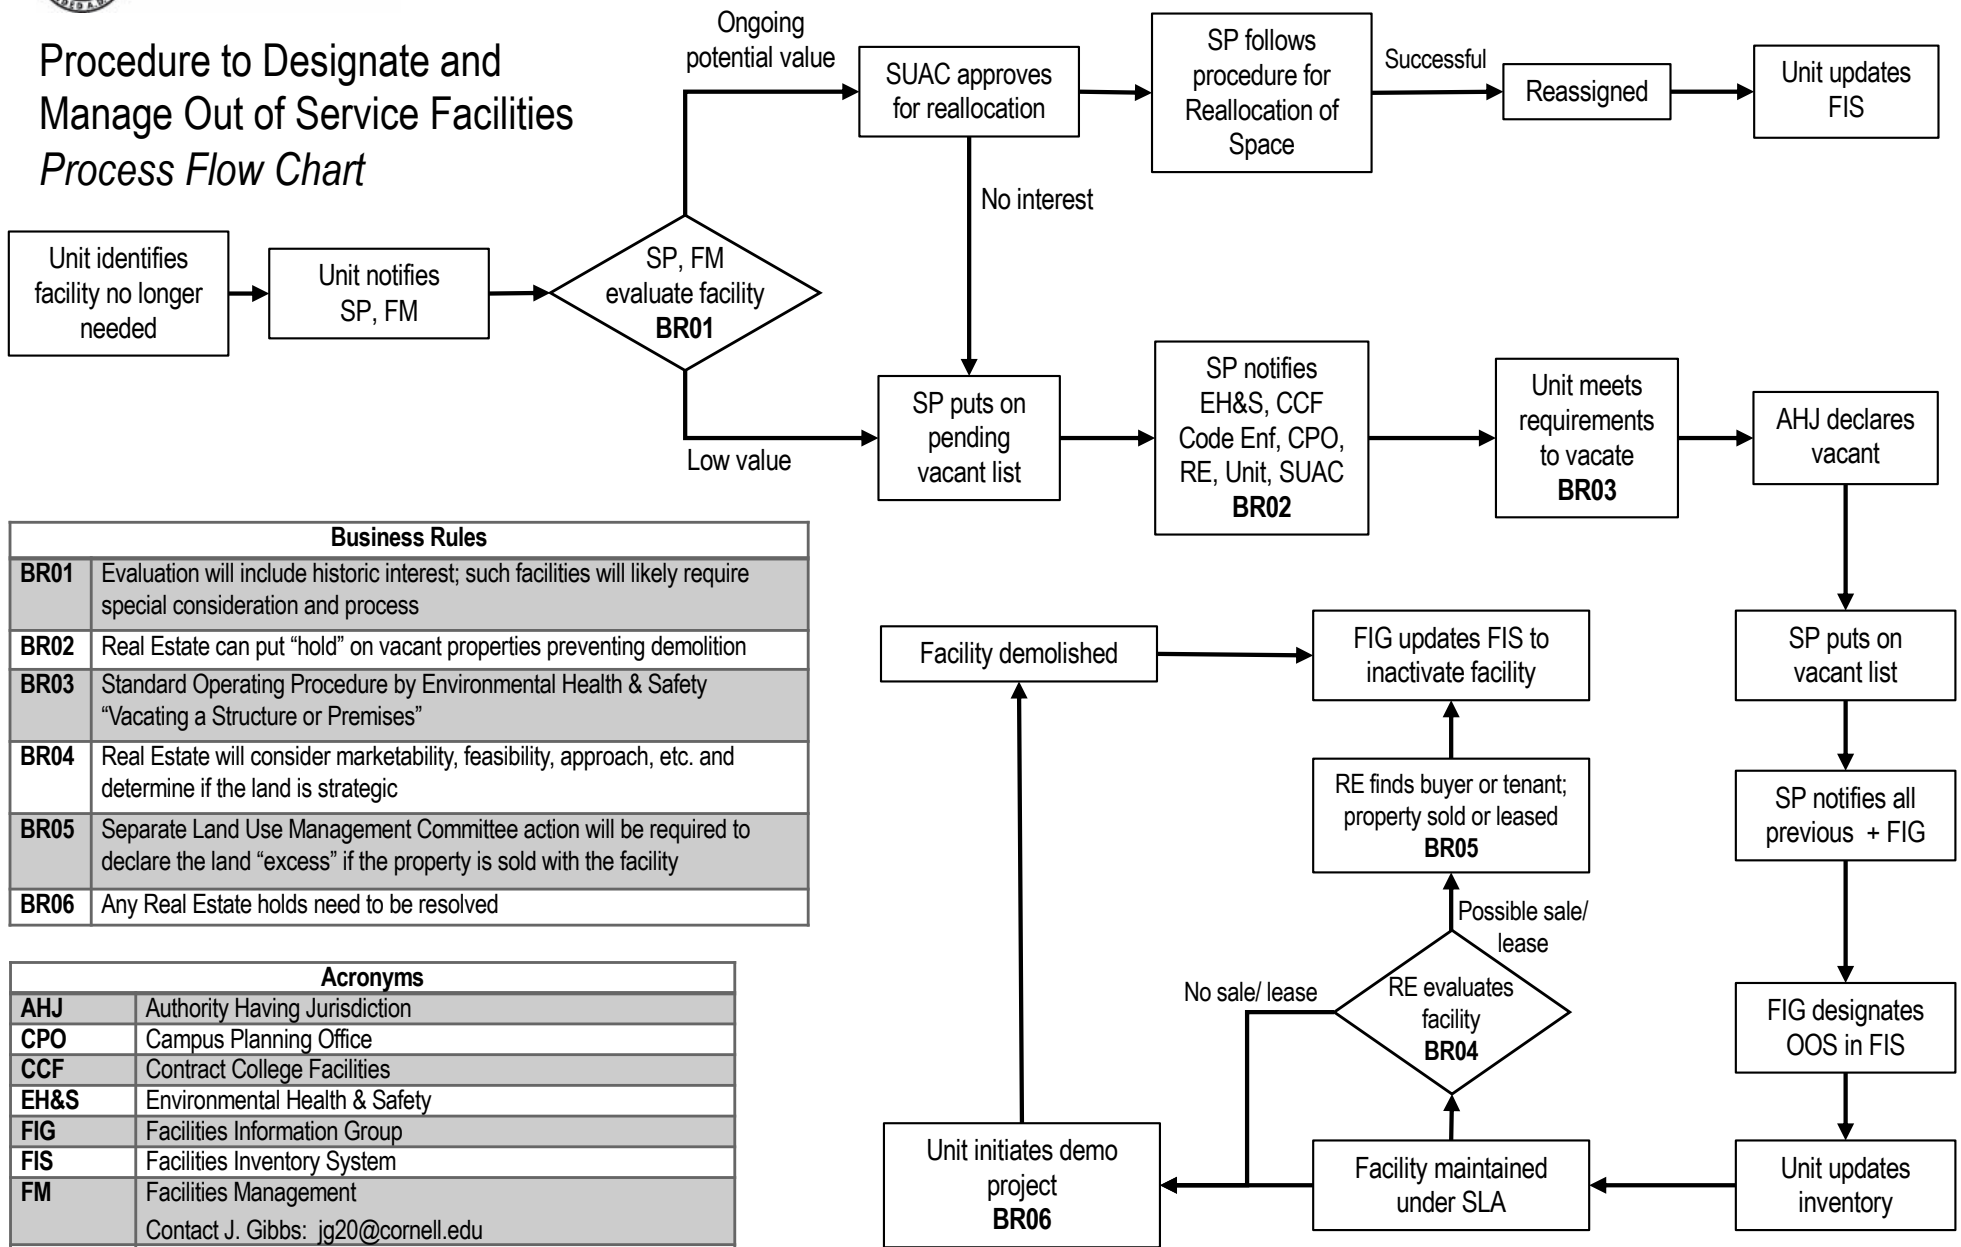 DED A.D.
Procedure to Designate and
Manage Out of Service Facilities
Process Flow Chart
Ongoing
potential value
SUAC approves
for reallocation
SP follows
procedure for
Reallocation of
Space
Successful
Reassigned
Unit updates
FIS
No interest
Unit identifies
facility no longer
needed
Unit notifies
SP, FM
SP, FM
evaluate facility
BR01
Low value
SP puts on
pending
vacant list
SP notifies
EH&S, CCF
Code Enf, CPO,
RE, Unit, SUAC
BR02
Unit meets
requirements
to vacate
BR03
AHJ declares
vacant
Business Rules
BR01 Evaluation will include historic interest; such facilities will likely require
special consideration and process
BR02 Real Estate can put “hold” on vacant properties preventing demolition
BR03 Standard Operating Procedure by Environmental Health & Safety
“Vacating a Structure or Premises”
BR04 Real Estate will consider marketability, feasibility, approach, etc. and
determine if the land is strategic
BR05 Separate Land Use Management Committee action will be required to
declare the land “excess” if the property is sold with the facility
BR06 Any Real Estate holds need to be resolved
Facility demolished
FIG updates FIS to
inactivate facility
SP puts on
vacant list
RE finds buyer or tenant;
property sold or leased
BR05
SP notifies all
previous + FIG
Possible sale/
lease
No sale/ lease
RE evaluates
facility
BR04
FIG designates
OOS in FIS
Unit initiates demo
project
BR06
Facility maintained
under SLA
Unit updates
inventory
Acronyms
AHJ Authority Having Jurisdiction
CPO Campus Planning Office
CCF Contract College Facilities
EH&S Environmental Health & Safety
FIG Facilities Information Group
FIS Facilities Inventory System
FM Facilities Management
Contact J. Gibbs: jg20@cornell.edu